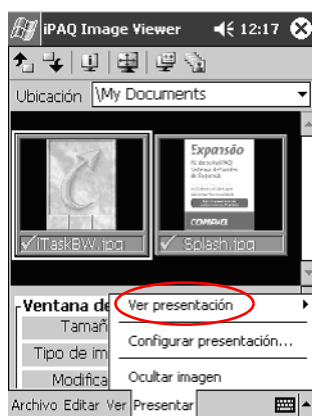 iPAQ Image Viewer 12:17
Ubicación \My Documents
Expansão
COMPAQ
iTaskBW.jpg
Splash.jpg
Ventana de
Tamañ
Tipo de im
Modifica
Ver presentación
Configurar presentación...
Ocultar imagen
Archivo Editar Ver Presentar